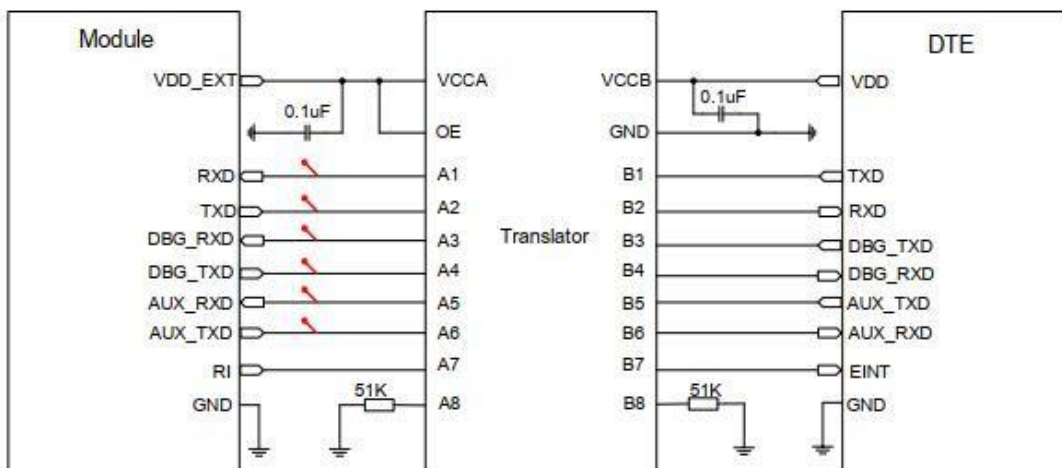 Module
DTE
VDD_EXT
VCCA
VCCB
VDD
0.1uF
0.1uF
OE
GND
RXD
A1
B1
TXD
TXD
A2
B2
RXD
DBG_RXD
A3
Translator
B3
DBG_TXD
DBG_TXD
A4
B4
DBG_RXD
AUX_RXD
A5
B5
AUX_TXD
AUX_TXD
A6
B6
AUX_RXD
RI
A7
B7
EINT
GND
51K
A8
B8
51K
GND